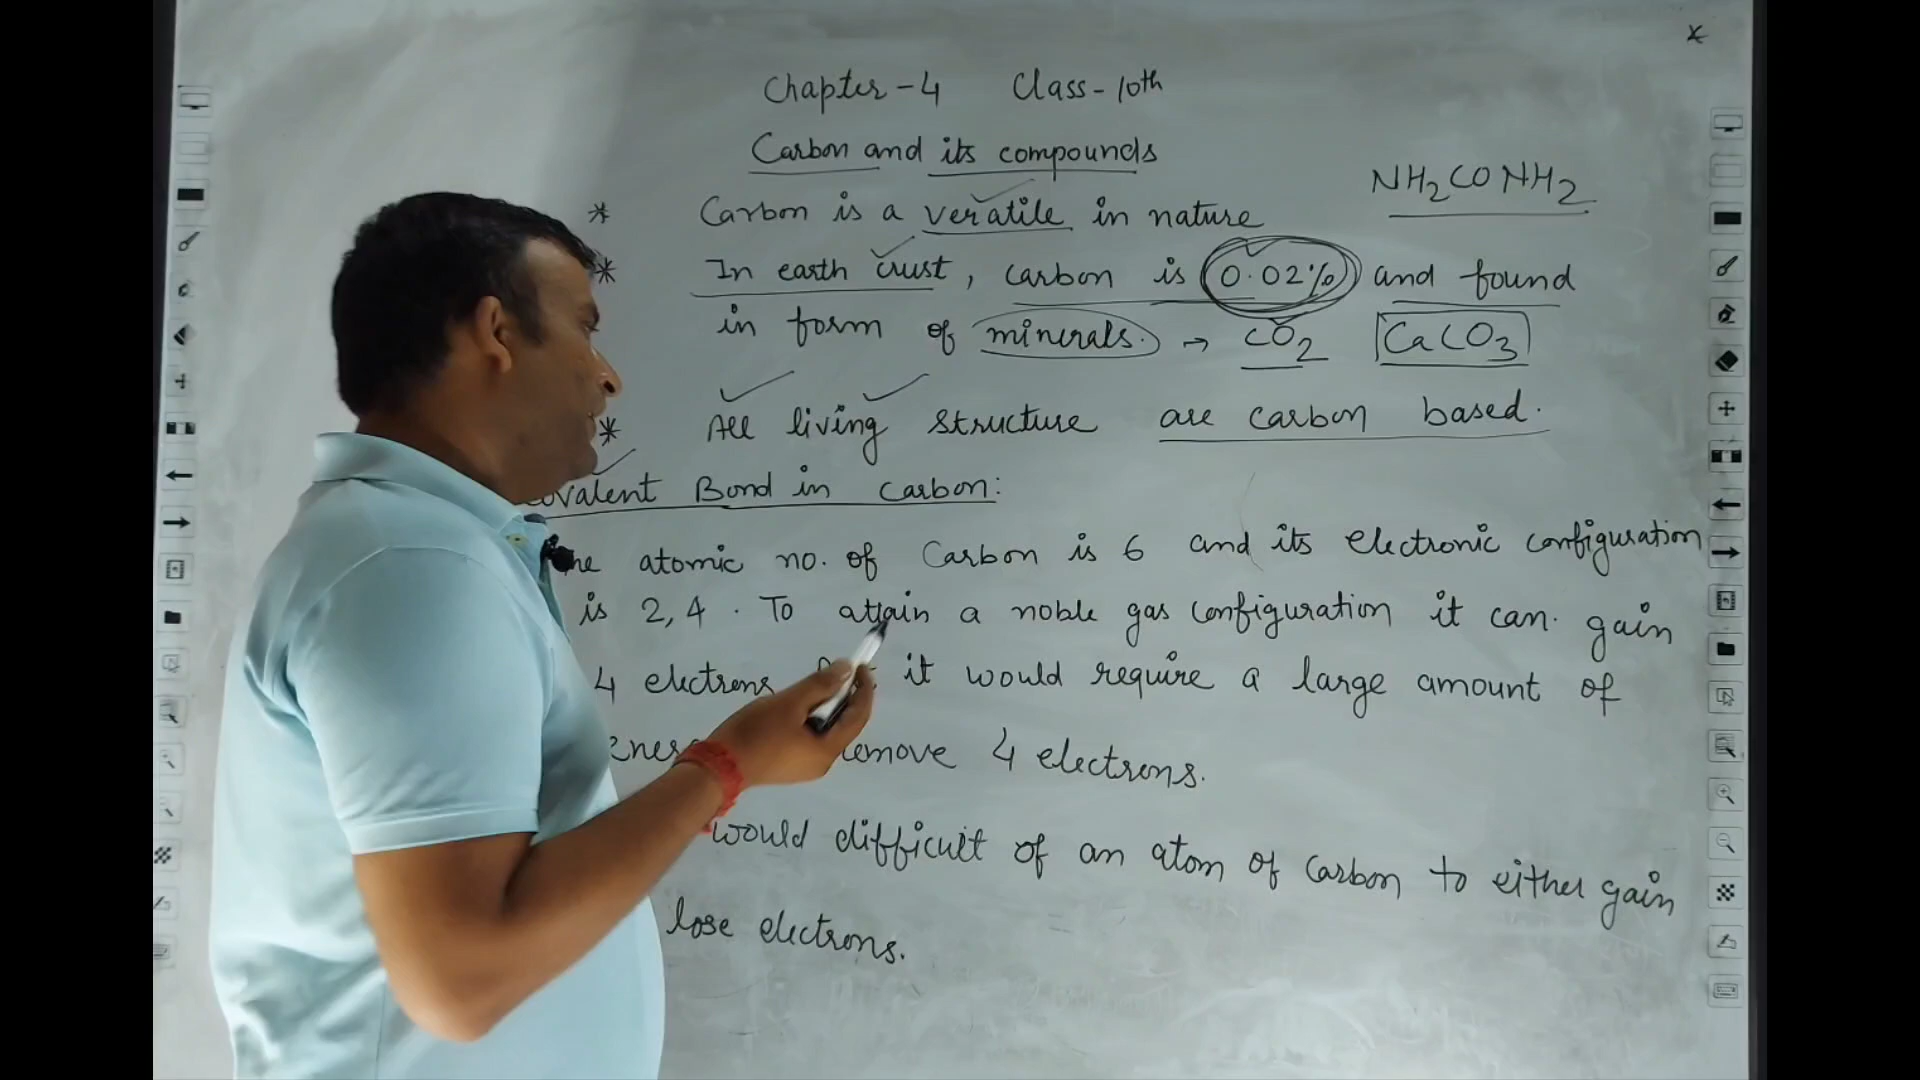 Chapter-4 Class-10th
Carbon and its compounds
NH2CONH2
* Carbon is a veratile in nature
* In earth crust, carbon is 0.02% and found
in form of minerals. → CO2 CaCO3
* All living structure are carbon based.
Bond in carbon:
atomic no. of Carbon is 6 and its electronic configuration
is 2,4. To attain a noble gas configuration it can. gain
4 electrons it would require a large amount of
4 electrons.
would difficult of an atom of carbon to either gain
lose electrons.